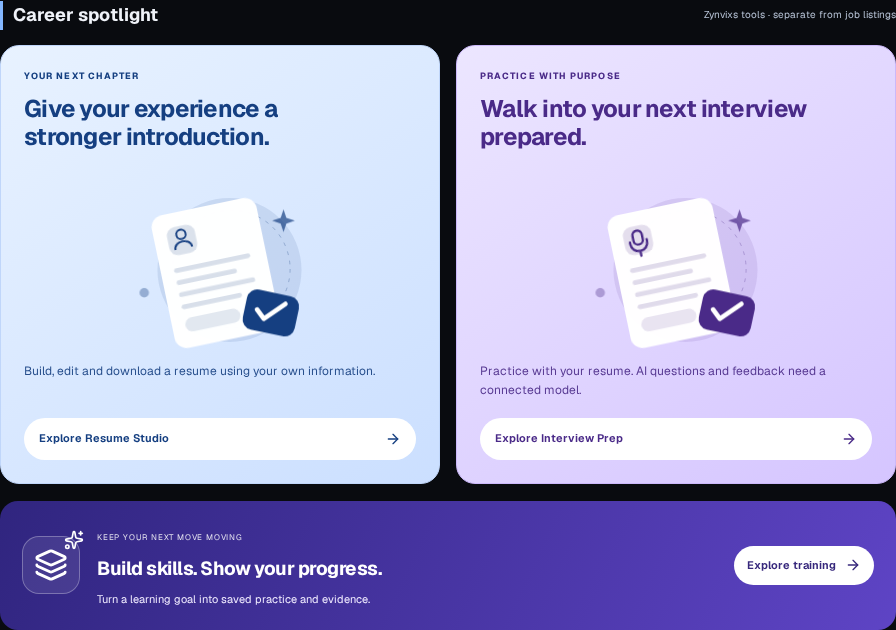 Career spotlight
Zynvixs tools · separate from job listings
YOUR NEXT CHAPTER
Give your experience a
stronger introduction.
Build, edit and download a resume using your own information.
Explore Resume Studio
PRACTICE WITH PURPOSE
Walk into your next interview
prepared.
Practice with your resume. AI questions and feedback need a
connected model.
Explore Interview Prep
KEEP YOUR NEXT MOVE MOVING
Build skills. Show your progress.
Turn a learning goal into saved practice and evidence.
Explore training